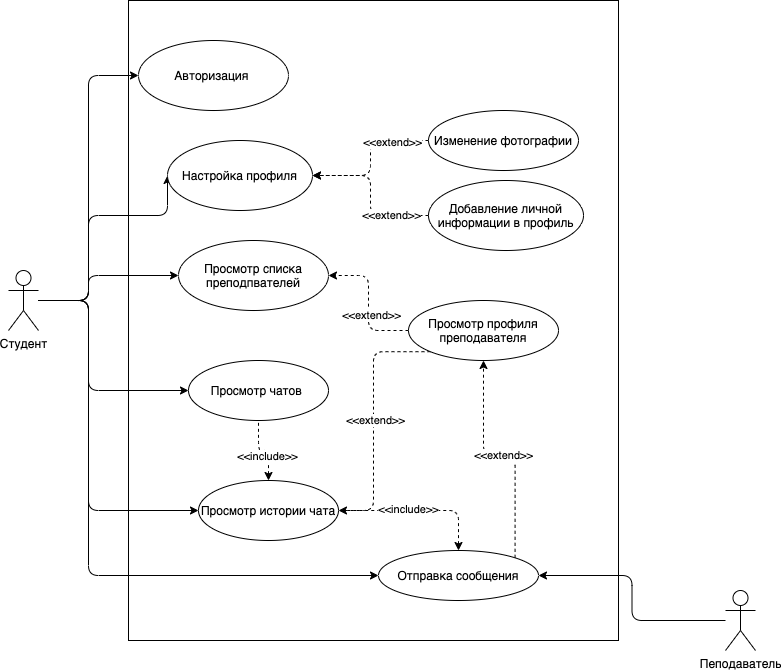 Авторизация
<<extend>>
Изменение фотографии
Настройка профиля
<<extend>>
Добавление личной
информации в профиль
Просмотр списка
преподпвателей
<<extend>>
Просмотр профиля
преподавателя
Студент
Просмотр чатов
<<extend>>
<<include>>
<<extend>>
Просмотр истории чата
<<include>>
Отправка сообщения
Пеподаватель